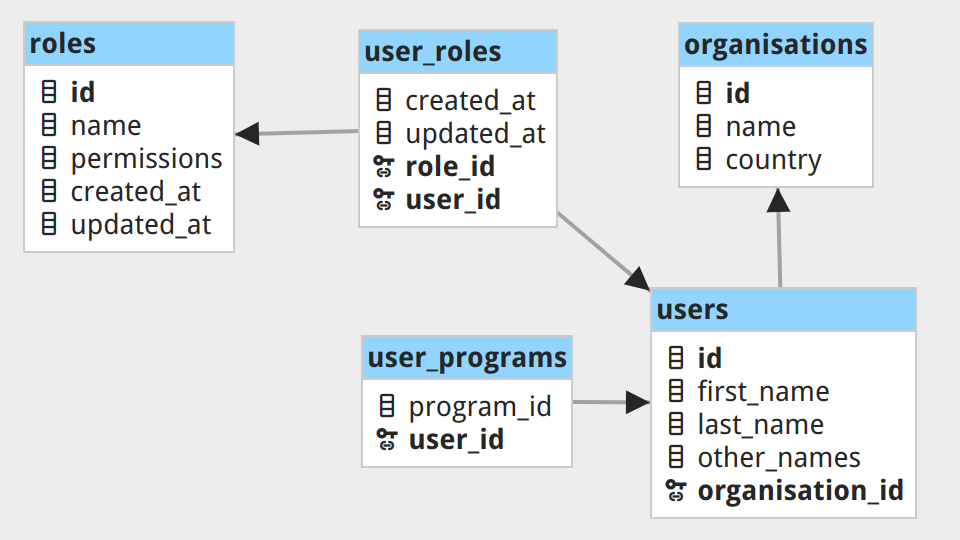 roles
id
name
permissions
created_at
updated_at
user_roles
created_at
updated_at
role_id
user_id
organisations
id
name
country
user_programs
program_id
user_id
users
id
first_name
last_name
other_names
organisation_id